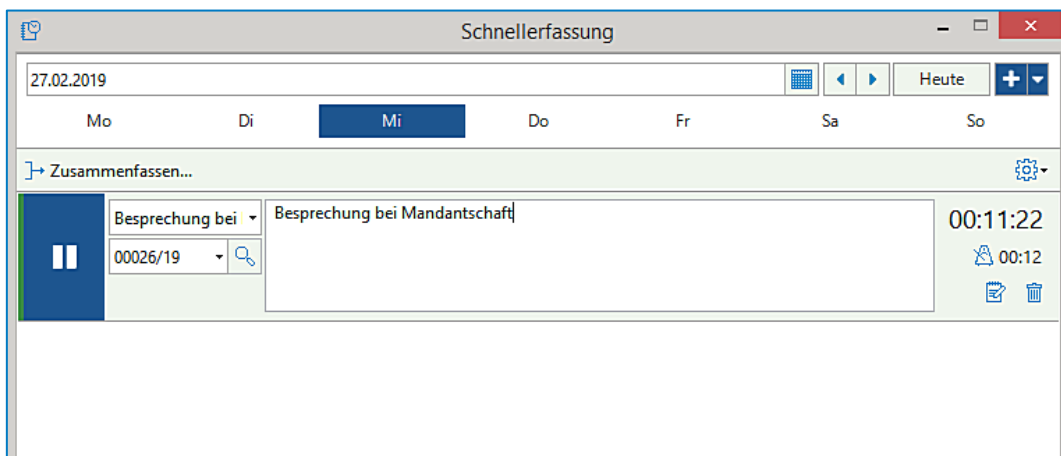 Schnellerfassung
27.02.2019
Heute
Mo Di Mi Do Fr Sa So
Zusammenfassen...
Besprechung bei
Besprechung bei Mandantschaft
00:11:22
00026/19
00:12